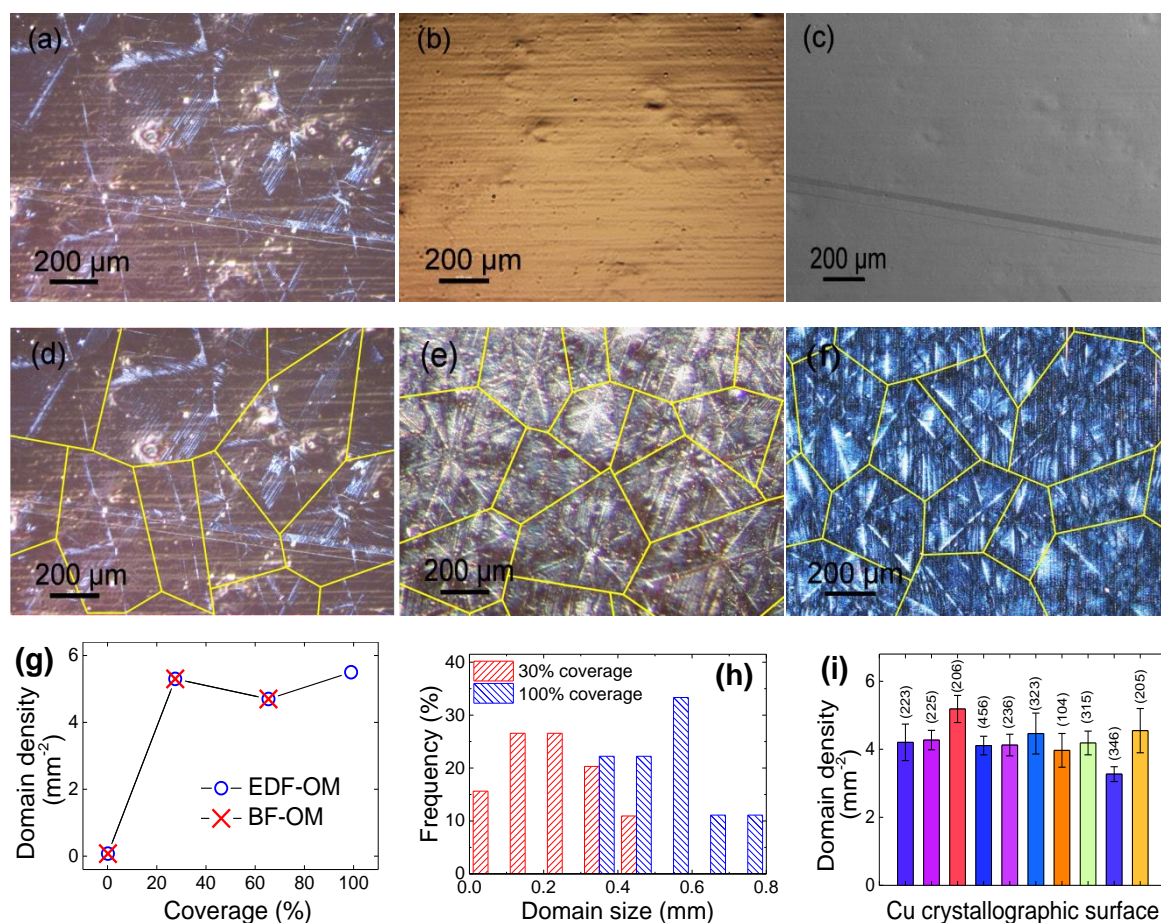 (a)
(b)
(c)
200 µm
200 µm
200 µm
(d)
(e)
(f)
200 µm
200 µm
200 µm
(g)
Domain density
(mm-2)
6
4
2
0
0 20 40 60 80 100
Coverage (%)
EDF-OM
BF-OM
(h)
Frequency (%)
40
30
20
10
0
30% coverage
100% coverage
0.0 0.2 0.4 0.6 0.8
Domain size (mm)
(i)
Domain density
(mm-2)
6
4
2
0
(223) (225) (206) (456) (236) (323) (104) (315) (346) (205)
Cu crystallographic surface